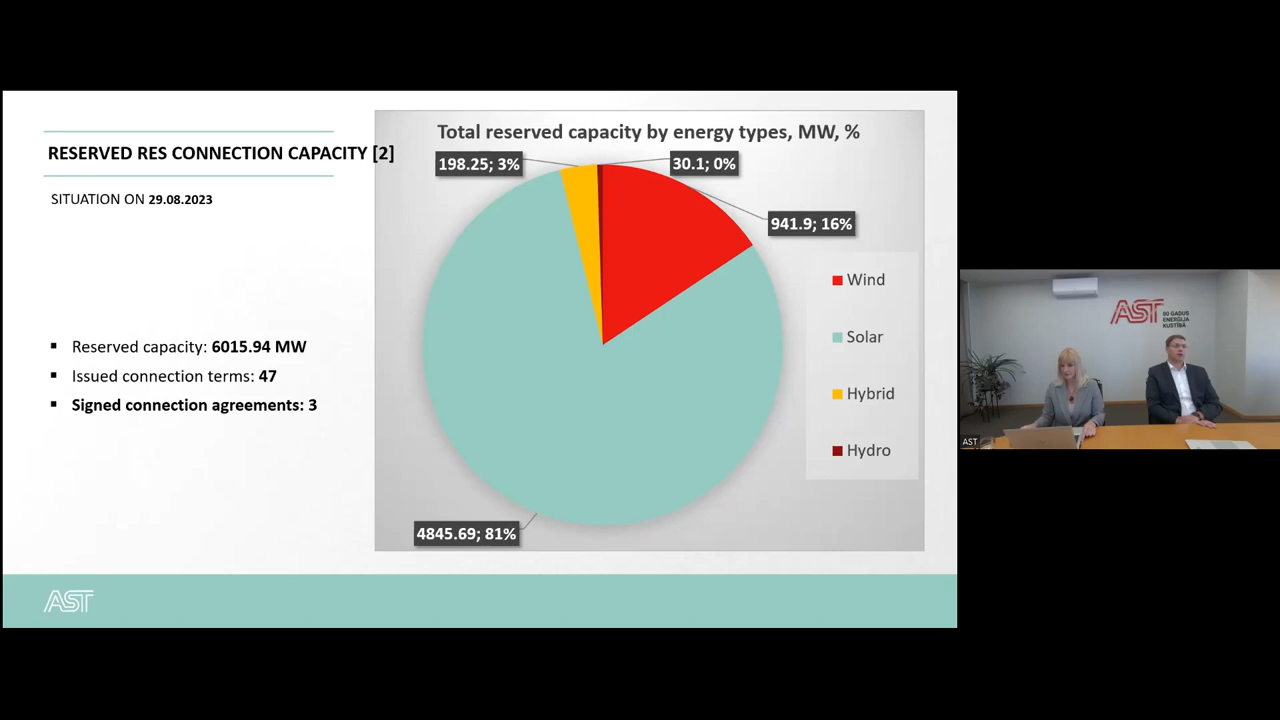 RESERVED RES CONNECTION CAPACITY [2]
SITUATION ON 29.08.2023
Reserved capacity: 6015.94 MW
Issued connection terms: 47
Signed connection agreements: 3
Total reserved capacity by energy types, MW, %
198.25; 3%
30.1; 0%
941.9; 16%
4845.69; 81%
Wind
Solar
Hybrid
Hydro
AST
AST
80 GADUS
ENERĢIJA
KUSTĪBĀ
AST